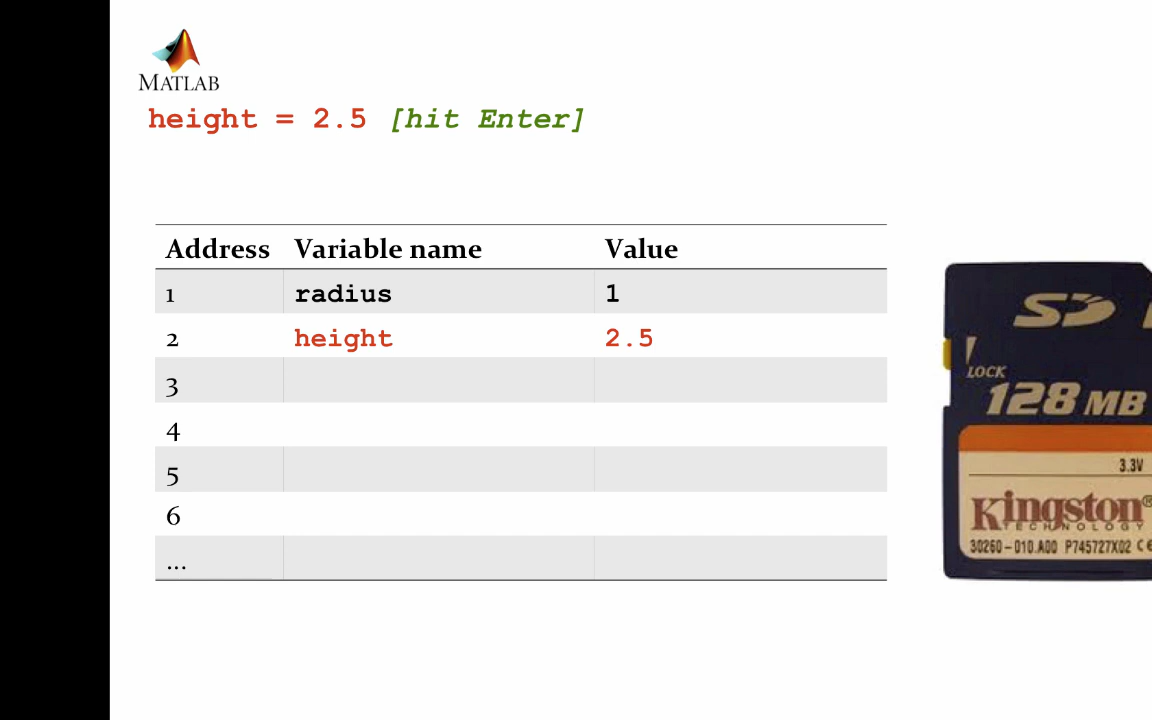 MATLAB
height = 2.5 [hit Enter]
Address Variable name Value
1 radius 1
2 height 2.5
3
4
5
6
...
SD
LOCK
128 MB
3.3V
Kingston®
TECHNOLOGY
30260-010.A00 P745727X02 CE